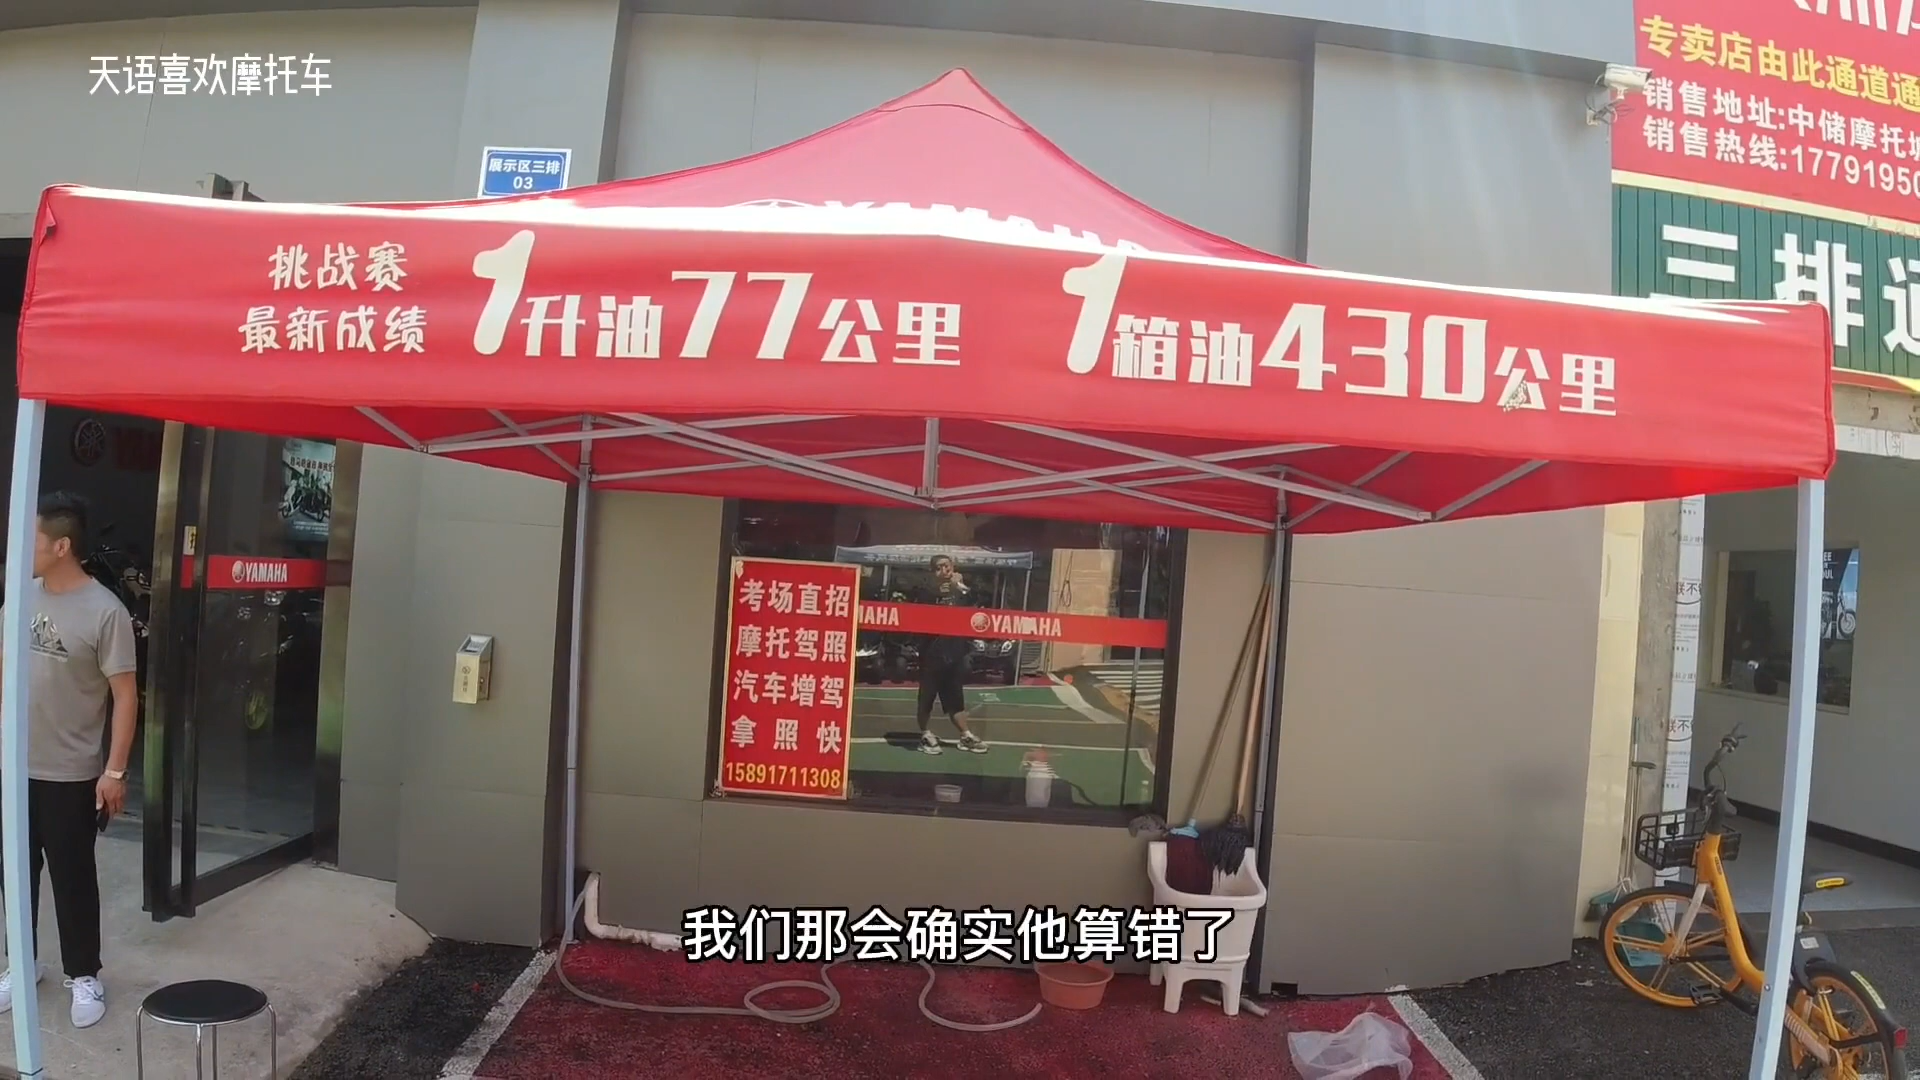 天语喜欢摩托车
展示区三排
03
专卖店由此通道通
销售地址:中储摩托城
销售热线:17791950
三排通
YAMAHA
挑战赛
最新成绩
1升油77公里
1箱油430公里
YAMAHA
YAMAHA
考场直招
摩托驾照
汽车增驾
拿照快
15891711308
我们那会确实他算错了